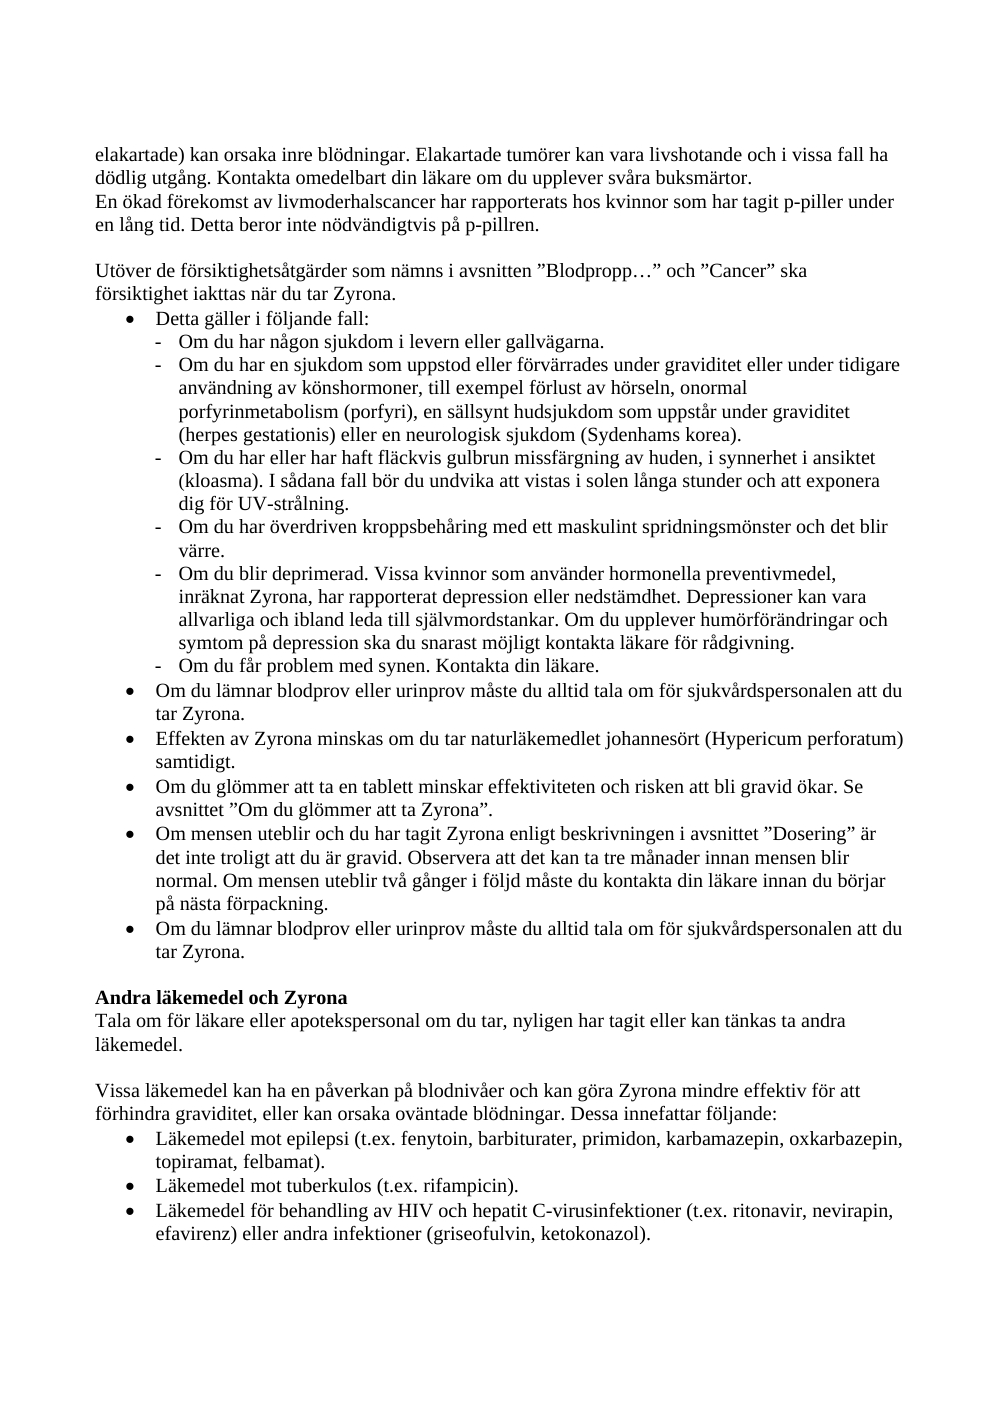 elakartade) kan orsaka inre blödningar. Elakartade tumörer kan vara livshotande och i vissa fall ha
dödlig utgång. Kontakta omedelbart din läkare om du upplever svåra buksmärtor.
En ökad förekomst av livmoderhalscancer har rapporterats hos kvinnor som har tagit p-piller under
en lång tid. Detta beror inte nödvändigtvis på p-pillren.
Utöver de försiktighetsåtgärder som nämns i avsnitten ”Blodpropp…” och ”Cancer” ska
försiktighet iakttas när du tar Zyrona.
• Detta gäller i följande fall:
- Om du har någon sjukdom i levern eller gallvägarna.
- Om du har en sjukdom som uppstod eller förvärrades under graviditet eller under tidigare
användning av könshormoner, till exempel förlust av hörseln, onormal
porfyrinmetabolism (porfyri), en sällsynt hudsjukdom som uppstår under graviditet
(herpes gestationis) eller en neurologisk sjukdom (Sydenhams korea).
- Om du har eller har haft fläckvis gulbrun missfärgning av huden, i synnerhet i ansiktet
(kloasma). I sådana fall bör du undvika att vistas i solen långa stunder och att exponera
dig för UV-strålning.
- Om du har överdriven kroppsbehåring med ett maskulint spridningsmönster och det blir
värre.
- Om du blir deprimerad. Vissa kvinnor som använder hormonella preventivmedel,
inräknat Zyrona, har rapporterat depression eller nedstämdhet. Depressioner kan vara
allvarliga och ibland leda till självmordstankar. Om du upplever humörförändringar och
symtom på depression ska du snarast möjligt kontakta läkare för rådgivning.
- Om du får problem med synen. Kontakta din läkare.
• Om du lämnar blodprov eller urinprov måste du alltid tala om för sjukvårdspersonalen att du
tar Zyrona.
• Effekten av Zyrona minskas om du tar naturläkemedlet johannesört (Hypericum perforatum)
samtidigt.
• Om du glömmer att ta en tablett minskar effektiviteten och risken att bli gravid ökar. Se
avsnittet ”Om du glömmer att ta Zyrona”.
• Om mensen uteblir och du har tagit Zyrona enligt beskrivningen i avsnittet ”Dosering” är
det inte troligt att du är gravid. Observera att det kan ta tre månader innan mensen blir
normal. Om mensen uteblir två gånger i följd måste du kontakta din läkare innan du börjar
på nästa förpackning.
• Om du lämnar blodprov eller urinprov måste du alltid tala om för sjukvårdspersonalen att du
tar Zyrona.
Andra läkemedel och Zyrona
Tala om för läkare eller apotekspersonal om du tar, nyligen har tagit eller kan tänkas ta andra
läkemedel.
Vissa läkemedel kan ha en påverkan på blodnivåer och kan göra Zyrona mindre effektiv för att
förhindra graviditet, eller kan orsaka oväntade blödningar. Dessa innefattar följande:
• Läkemedel mot epilepsi (t.ex. fenytoin, barbiturater, primidon, karbamazepin, oxkarbazepin,
topiramat, felbamat).
• Läkemedel mot tuberkulos (t.ex. rifampicin).
• Läkemedel för behandling av HIV och hepatit C-virusinfektioner (t.ex. ritonavir, nevirapin,
efavirenz) eller andra infektioner (griseofulvin, ketokonazol).